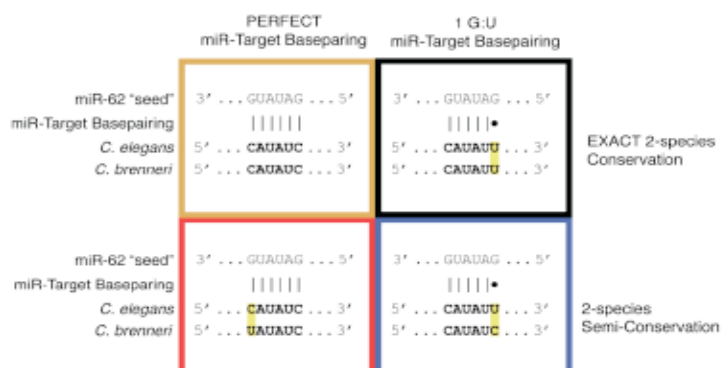 PERFECT
miR-Target Baseparing
1 G:U
miR-Target Basepairing
miR-62 "seed" 3' ... GUAUAG ... 5' 3' ... GUAUAG ... 5'
miR-Target Basepairing |||||| |||||•
C. elegans 5' ... CAUAUC ... 3' 5' ... CAUAUU ... 3'
C. brenneri 5' ... CAUAUC ... 3' 5' ... CAUAUU ... 3'
EXACT 2-species
Conservation
miR-62 "seed" 3' ... GUAUAG ... 5' 3' ... GUAUAG ... 5'
miR-Target Basepairing |||||| |||||•
C. elegans 5' ... CAUAUC ... 3' 5' ... CAUAUU ... 3'
C. brenneri 5' ... UAUAUC ... 3' 5' ... CAUAUC ... 3'
2-species
Semi-Conservation